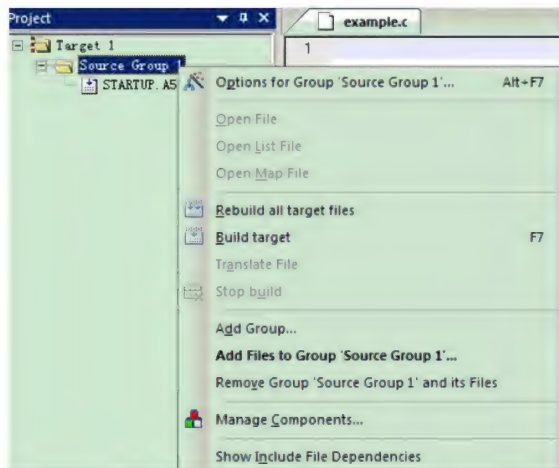 Project
example.c
Target 1
1
Source Group 1
STARTUP.A5
Options for Group 'Source Group 1'... Alt+F7
Open File
Open List File
Open Map File
Rebuild all target files
Build target F7
Translate File
Stop build
Add Group...
Add Files to Group 'Source Group 1'...
Remove Group 'Source Group 1' and its Files
Manage Components...
Show Include File Dependencies